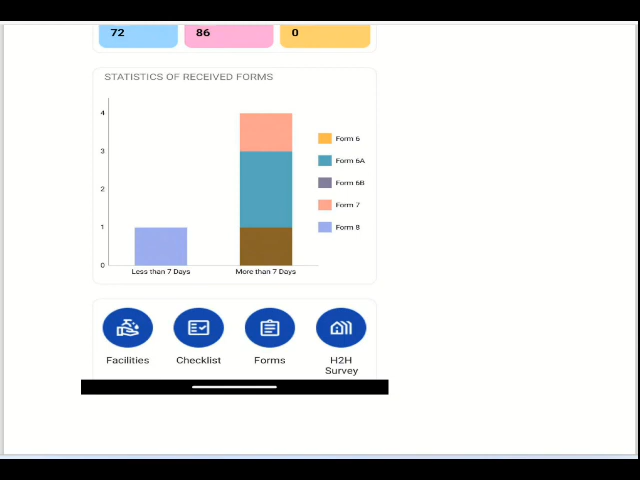 72 86 0
STATISTICS OF RECEIVED FORMS
4
3
2
1
0
Form 6
Form 6A
Form 6B
Form 7
Form 8
Less than 7 Days More than 7 Days
Facilities Checklist Forms H2H
Survey